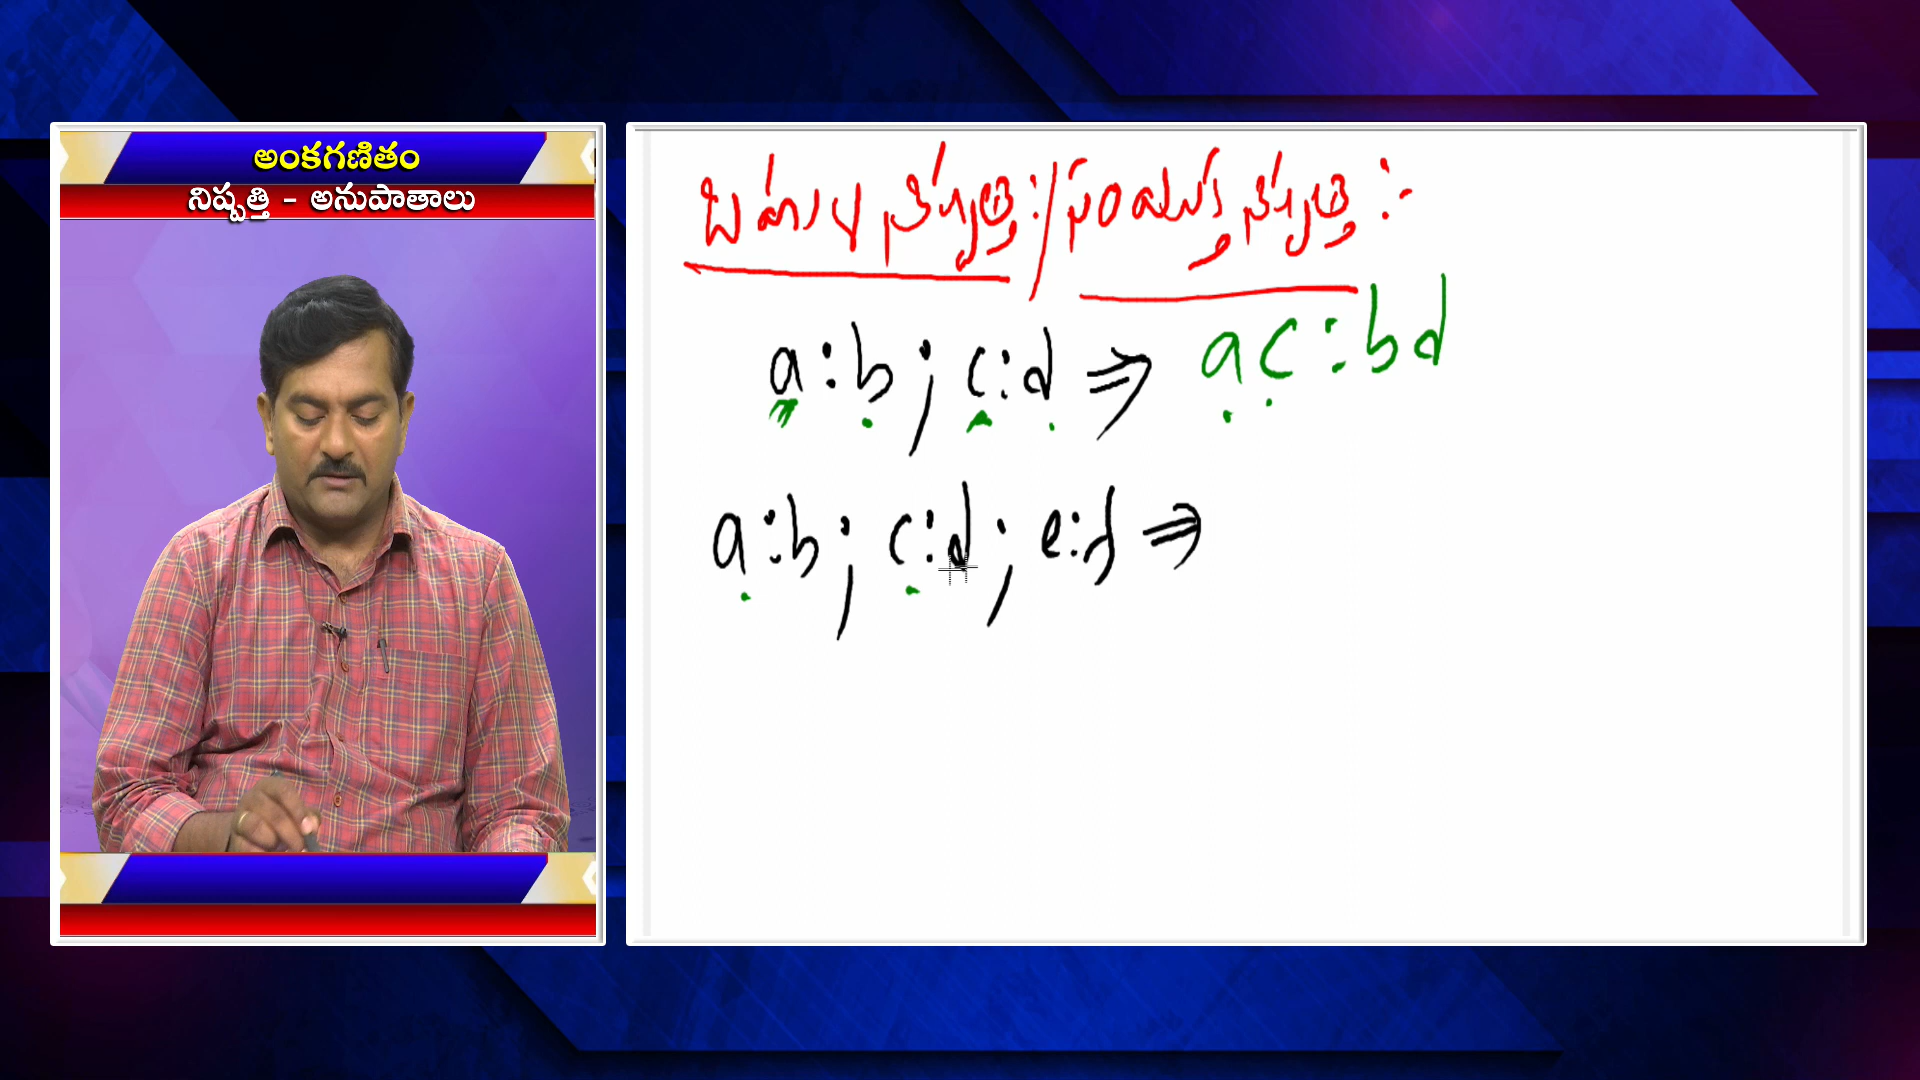 అంకగణితం
నిష్పత్తి - అనుపాతాలు
బహుళ నిష్పత్తి :/ సంయుక్త నిష్పత్తి :-
a:b ; c:d ⇒ ac:bd
a:b ; c:d ; e:f ⇒